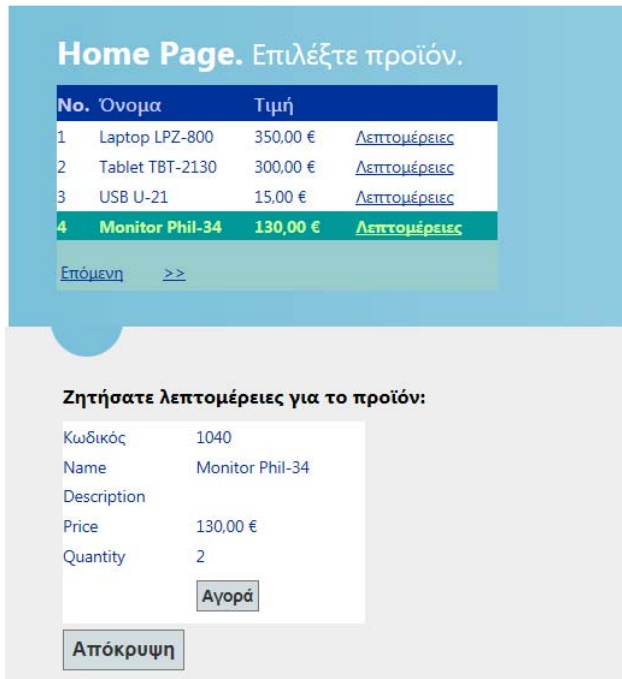 Home Page. Επιλέξτε προϊόν.
No. Όνομα Τιμή
1 Laptop LPZ-800 350,00 € Λεπτομέρειες
2 Tablet TBT-2130 300,00 € Λεπτομέρειες
3 USB U-21 15,00 € Λεπτομέρειες
4 Monitor Phil-34 130,00 € Λεπτομέρειες
Επόμενη >>
Ζητήσατε λεπτομέρειες για το προϊόν:
Κωδικός 1040
Name Monitor Phil-34
Description
Price 130,00 €
Quantity 2
Αγορά
Απόκρυψη